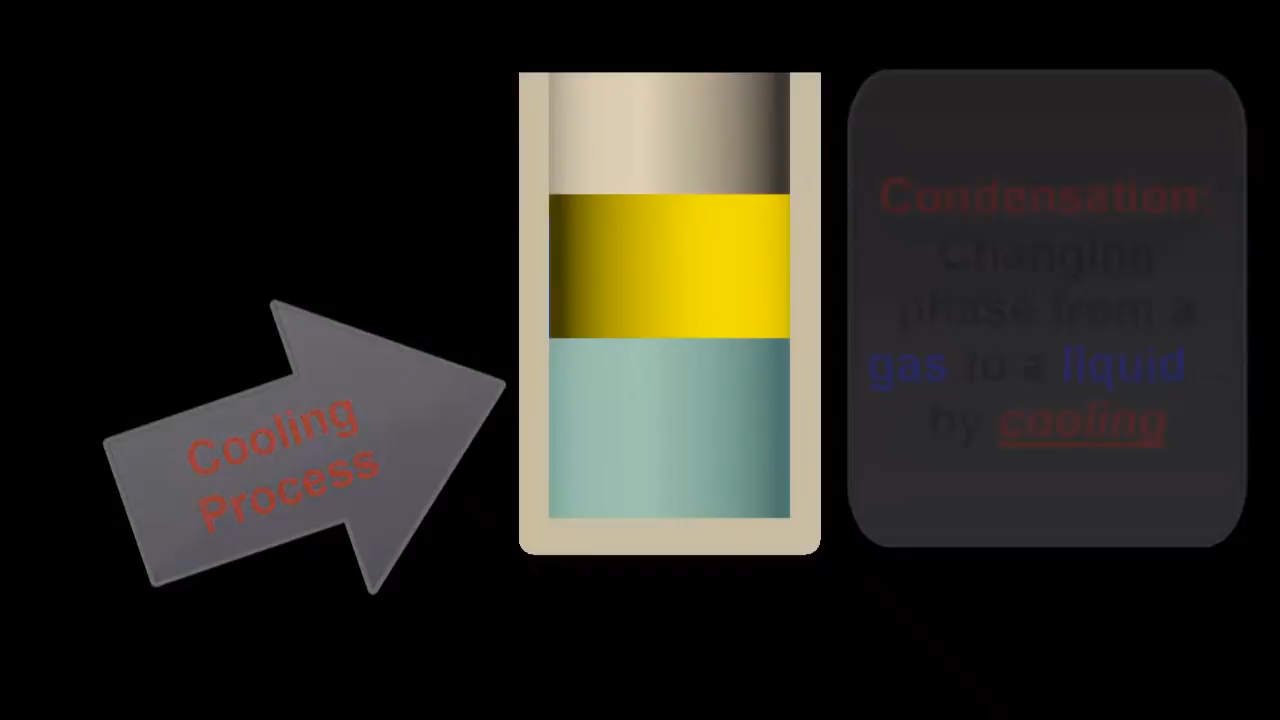 Cooling
Process
Condensation:
Changing
phase from a
gas to a liquid
by cooling